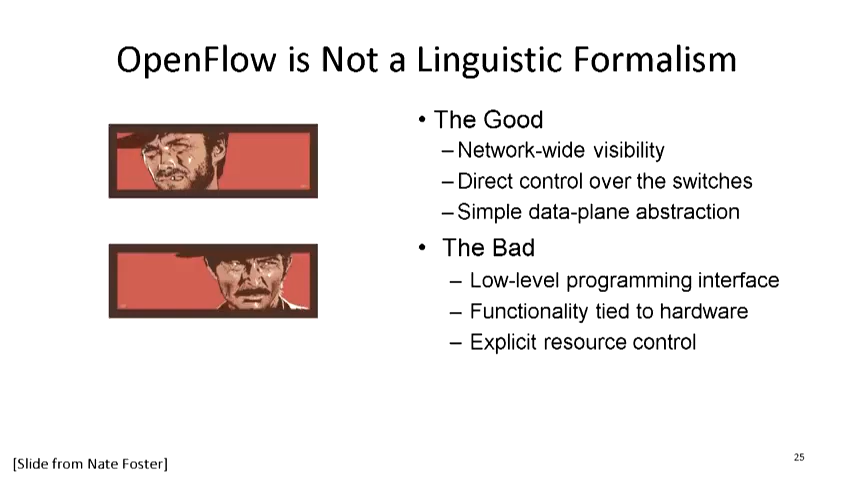 OpenFlow is Not a Linguistic Formalism
• The Good
– Network-wide visibility
– Direct control over the switches
– Simple data-plane abstraction
• The Bad
– Low-level programming interface
– Functionality tied to hardware
– Explicit resource control
[Slide from Nate Foster]
25